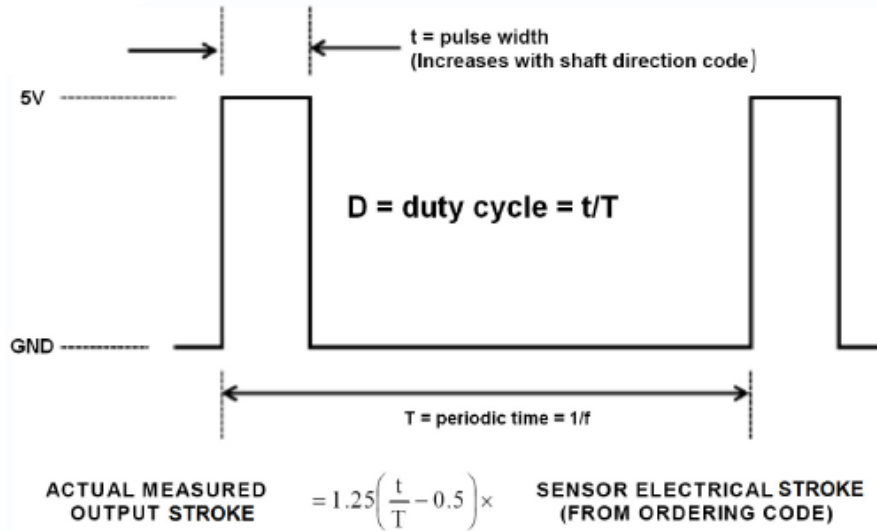 t = pulse width
(Increases with shaft direction code)
5V
D = duty cycle = t/T
GND
T = periodic time = 1/f
ACTUAL MEASURED OUTPUT STROKE = 1.25(t/T − 0.5) × SENSOR ELECTRICAL STROKE (FROM ORDERING CODE)